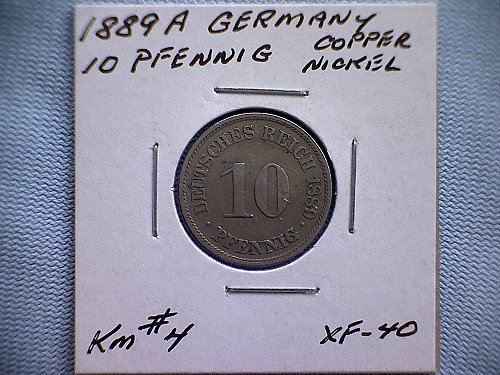 1889 A GERMANY
10 PFENNIG COPPER NICKEL
DEUTSCHES REICH 1889
10
PFENNIG
KM #4
XF-40